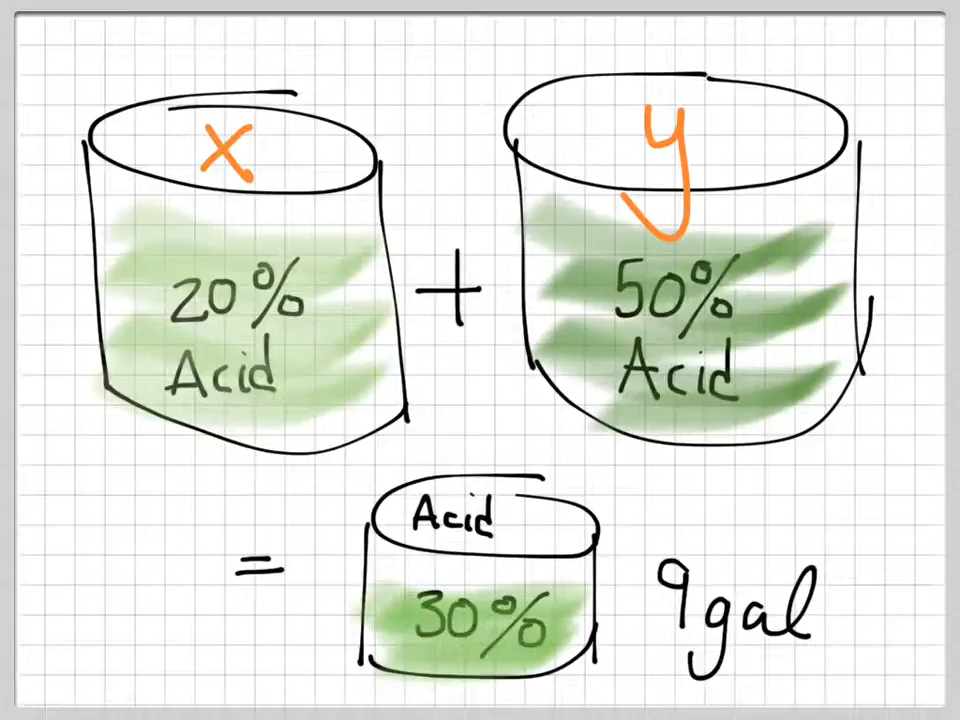 x
20%
Acid
+
y
50%
Acid
=
Acid
30%
9gal